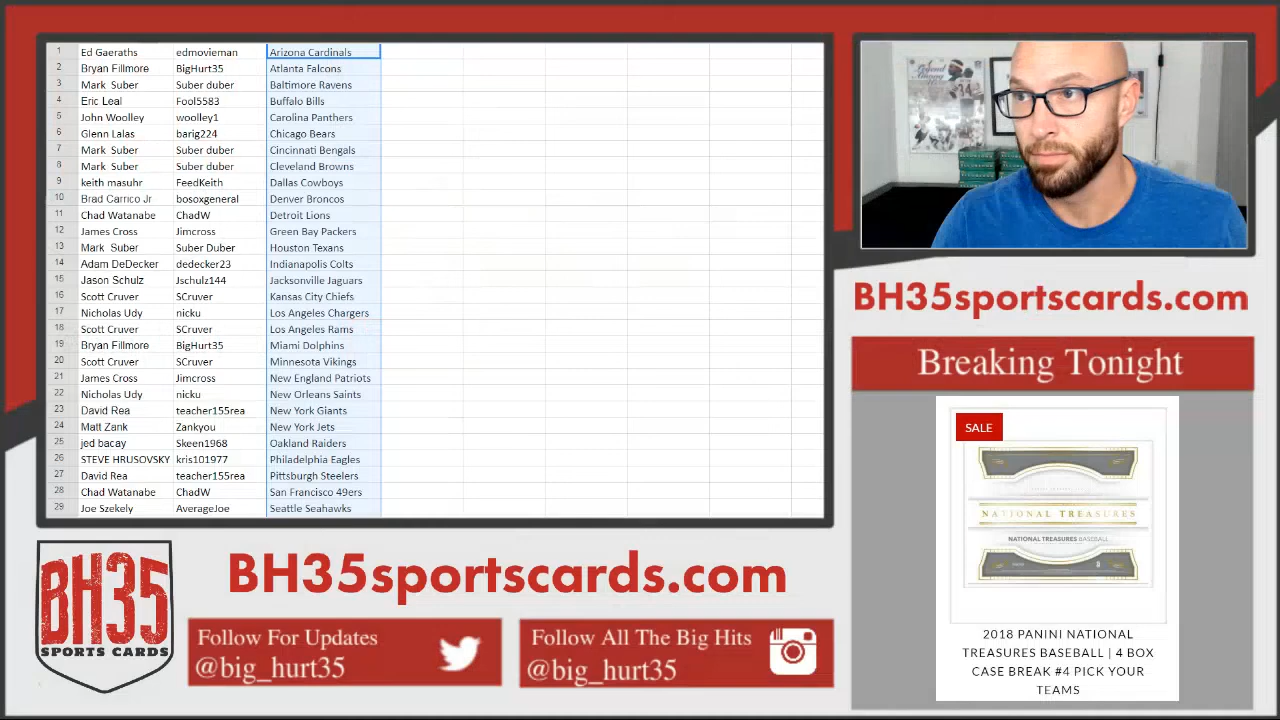 1 Ed Gaeraths edmovieman Arizona Cardinals
2 Bryan Fillmore BigHurt35 Atlanta Falcons
3 Mark Suber Suber duber Baltimore Ravens
4 Eric Leal Fool5583 Buffalo Bills
5 John Woolley woolley1 Carolina Panthers
6 Glenn Lalas barig224 Chicago Bears
7 Mark Suber Suber duber Cincinnati Bengals
8 Mark Suber Suber duber Cleveland Browns
9 keith masuhr FeedKeith Dallas Cowboys
10 Brad Carrico Jr bosoxgeneral Denver Broncos
11 Chad Watanabe ChadW Detroit Lions
12 James Cross Jimcross Green Bay Packers
13 Mark Suber Suber Duber Houston Texans
14 Adam DeDecker dedecker23 Indianapolis Colts
15 Jason Schulz Jschulz144 Jacksonville Jaguars
16 Scott Cruver SCruver Kansas City Chiefs
17 Nicholas Udy nicku Los Angeles Chargers
18 Scott Cruver SCruver Los Angeles Rams
19 Bryan Fillmore BigHurt35 Miami Dolphins
20 Scott Cruver SCruver Minnesota Vikings
21 James Cross Jimcross New England Patriots
22 Nicholas Udy nicku New Orleans Saints
23 David Rea teacher155rea New York Giants
24 Matt Zank Zankyou New York Jets
25 jed bacay Skeen1968 Oakland Raiders
26 STEVE HRUSOVSKY kris101977 Philadelphia Eagles
27 David Rea teacher155rea Pittsburgh Steelers
28 Chad Watanabe ChadW San Francisco 49ers
29 Joe Szekely AverageJoe Seattle Seahawks
34
BH35sportscards.com
Breaking Tonight
SALE
NATIONAL TREASURES
NATIONAL TREASURES BASEBALL
2018 PANINI NATIONAL
TREASURES BASEBALL | 4 BOX
CASE BREAK #4 PICK YOUR
TEAMS
BH35
SPORTS CARDS
BH35sportscards.com
Follow For Updates
@big_hurt35
Follow All The Big Hits
@big_hurt35